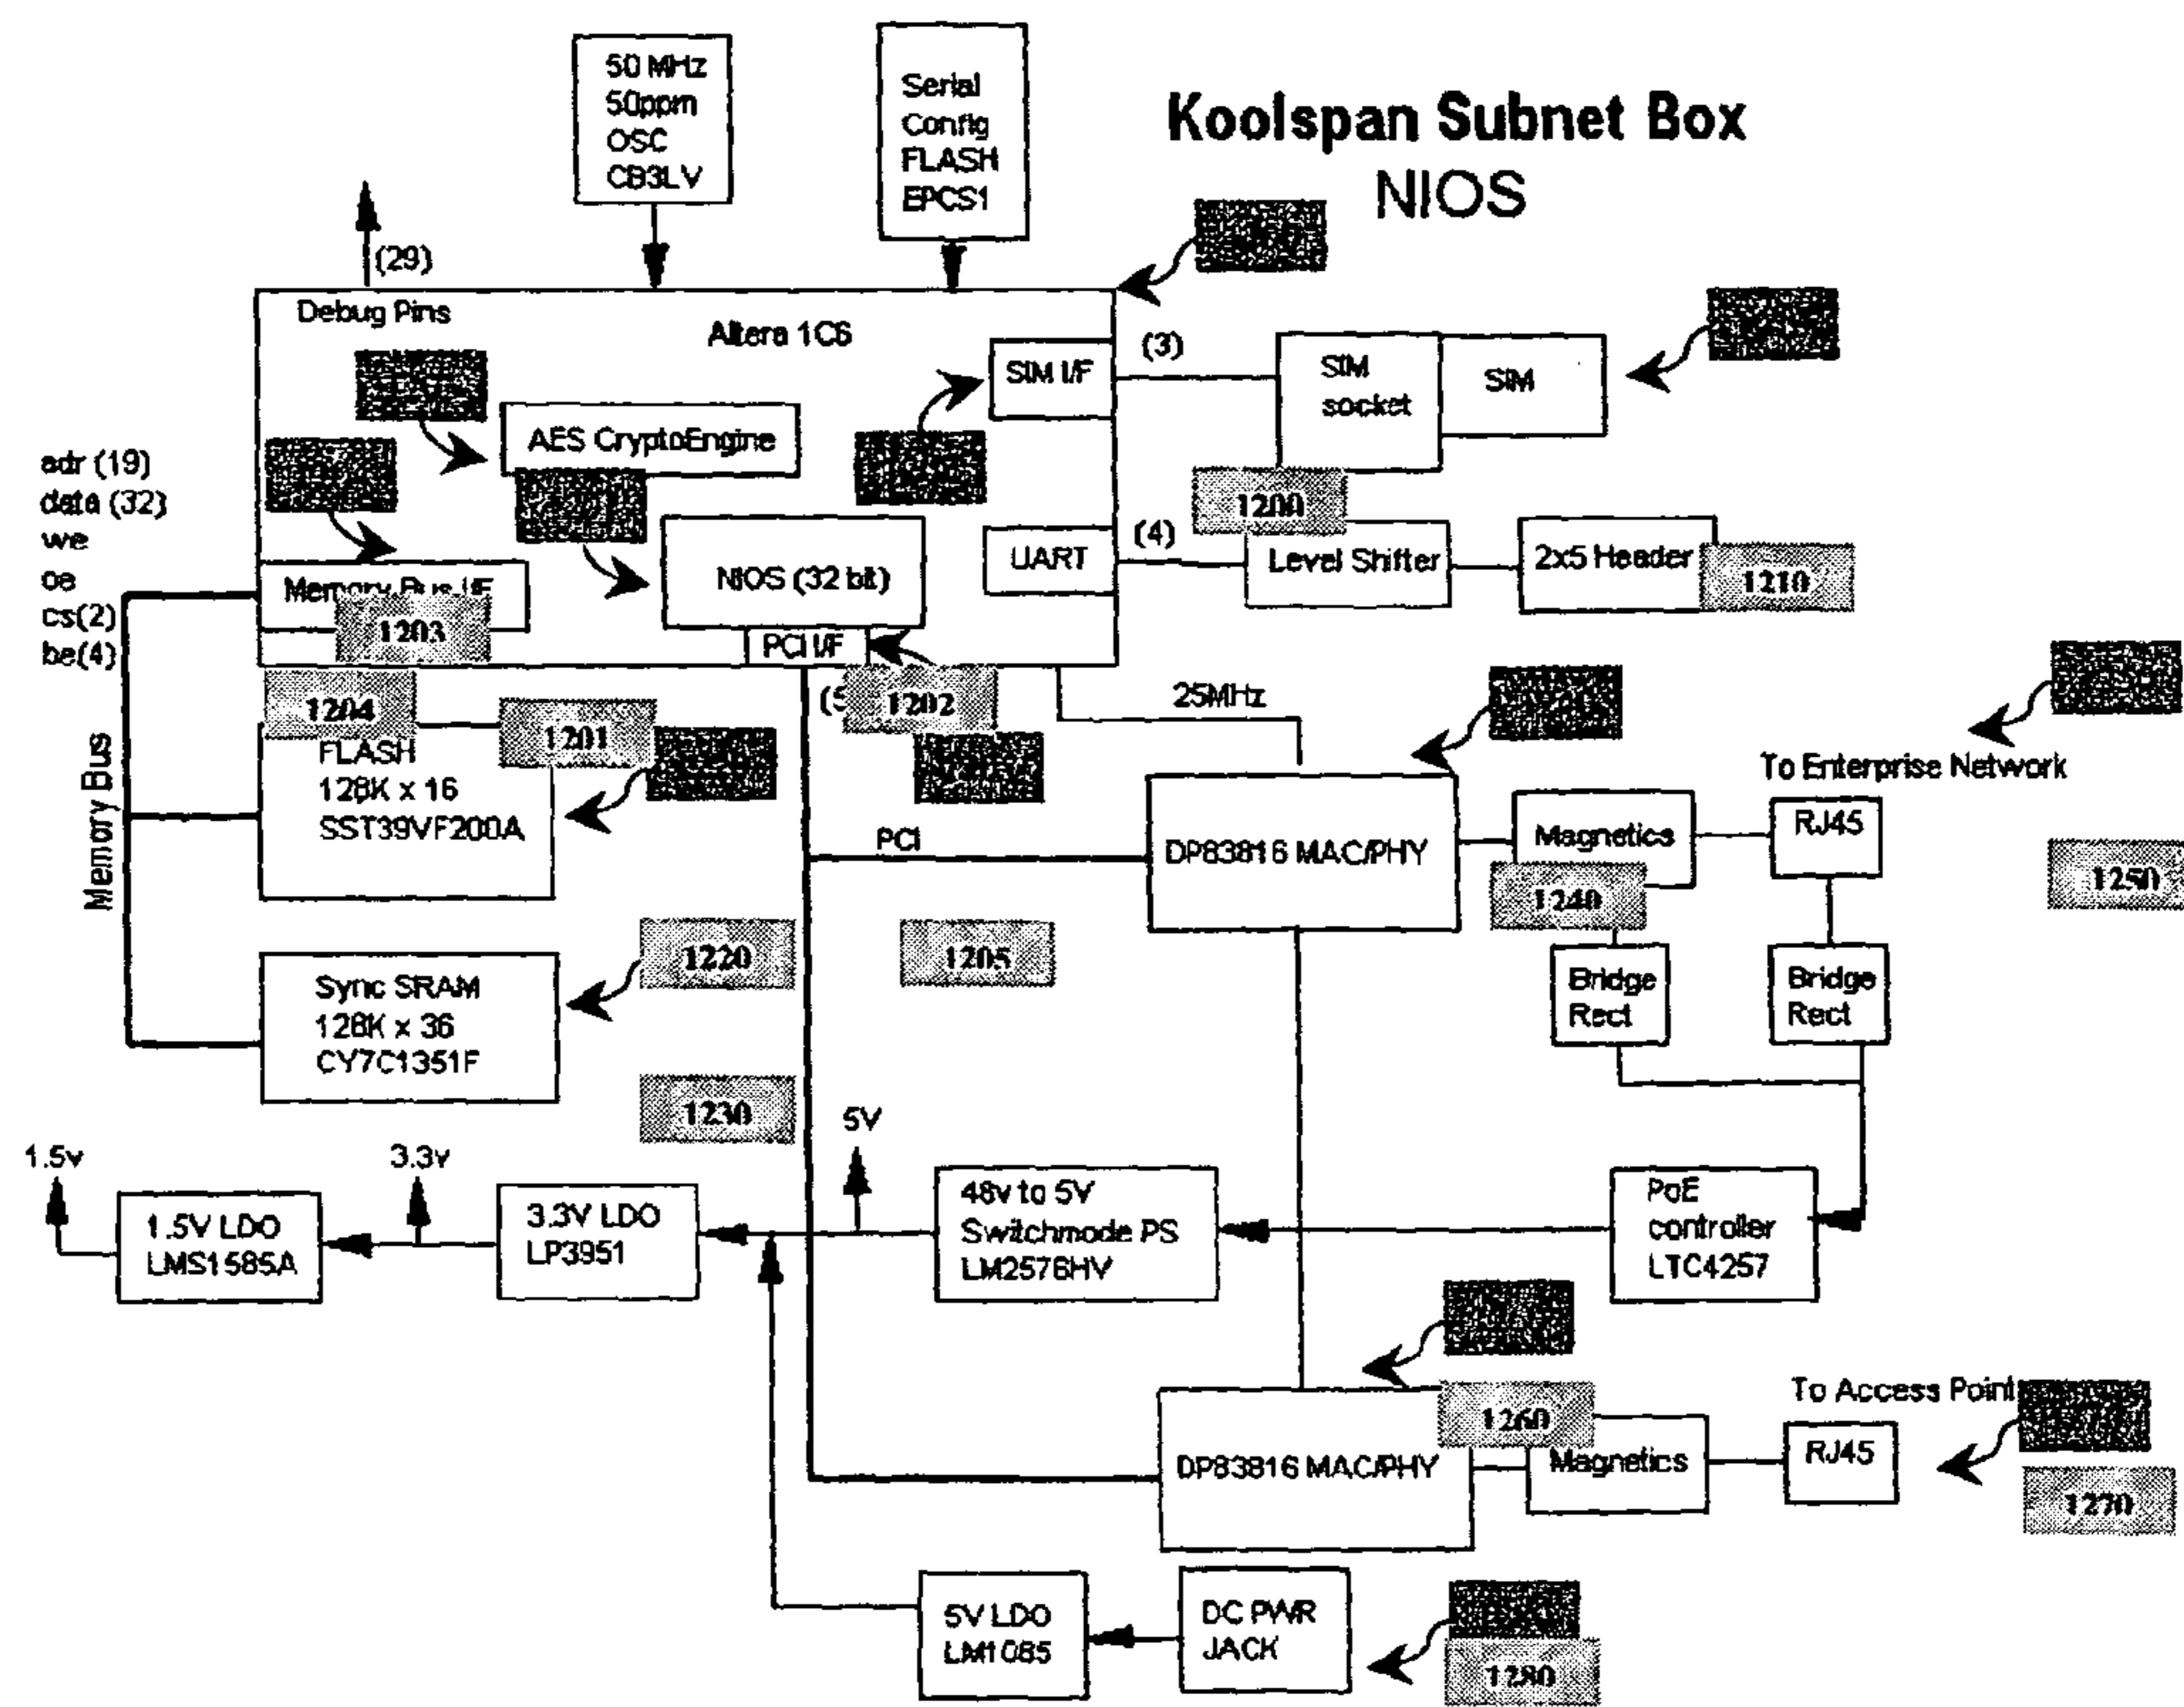 Koolspan Subnet Box
NIOS
50 MHz
50ppm
OSC
CB3LV
Serial
Config
FLASH
EPCS1
(29)
Debug Pins
Altera 1C6
SIM I/F
(3)
SIM
socket
SIM
AES CryptoEngine
adr (19)
data (32)
we
oe
cs(2)
be(4)
1200
UART
(4)
Level Shifter
2x5 Header
1210
NIOS (32 bit)
Memory Bus I/F
1203
PCI I/F
1204
1201
(5
1202
25MHz
Memory Bus
FLASH
128K x 16
SST39VF200A
To Enterprise Network
PCI
DP83816 MAC/PHY
Magnetics
RJ45
1240
1250
1220
1205
Sync SRAM
128K x 36
CY7C1351F
Bridge
Rect
Bridge
Rect
1230
5V
1.5v
3.3v
1.5V LDO
LMS1585A
3.3V LDO
LP3951
48v to 5V
Switchmode PS
LM2576HV
PoE
controller
LTC4257
To Access Point
1260
DP83816 MAC/PHY
Magnetics
RJ45
1270
5V LDO
LM1085
DC PWR
JACK
1280